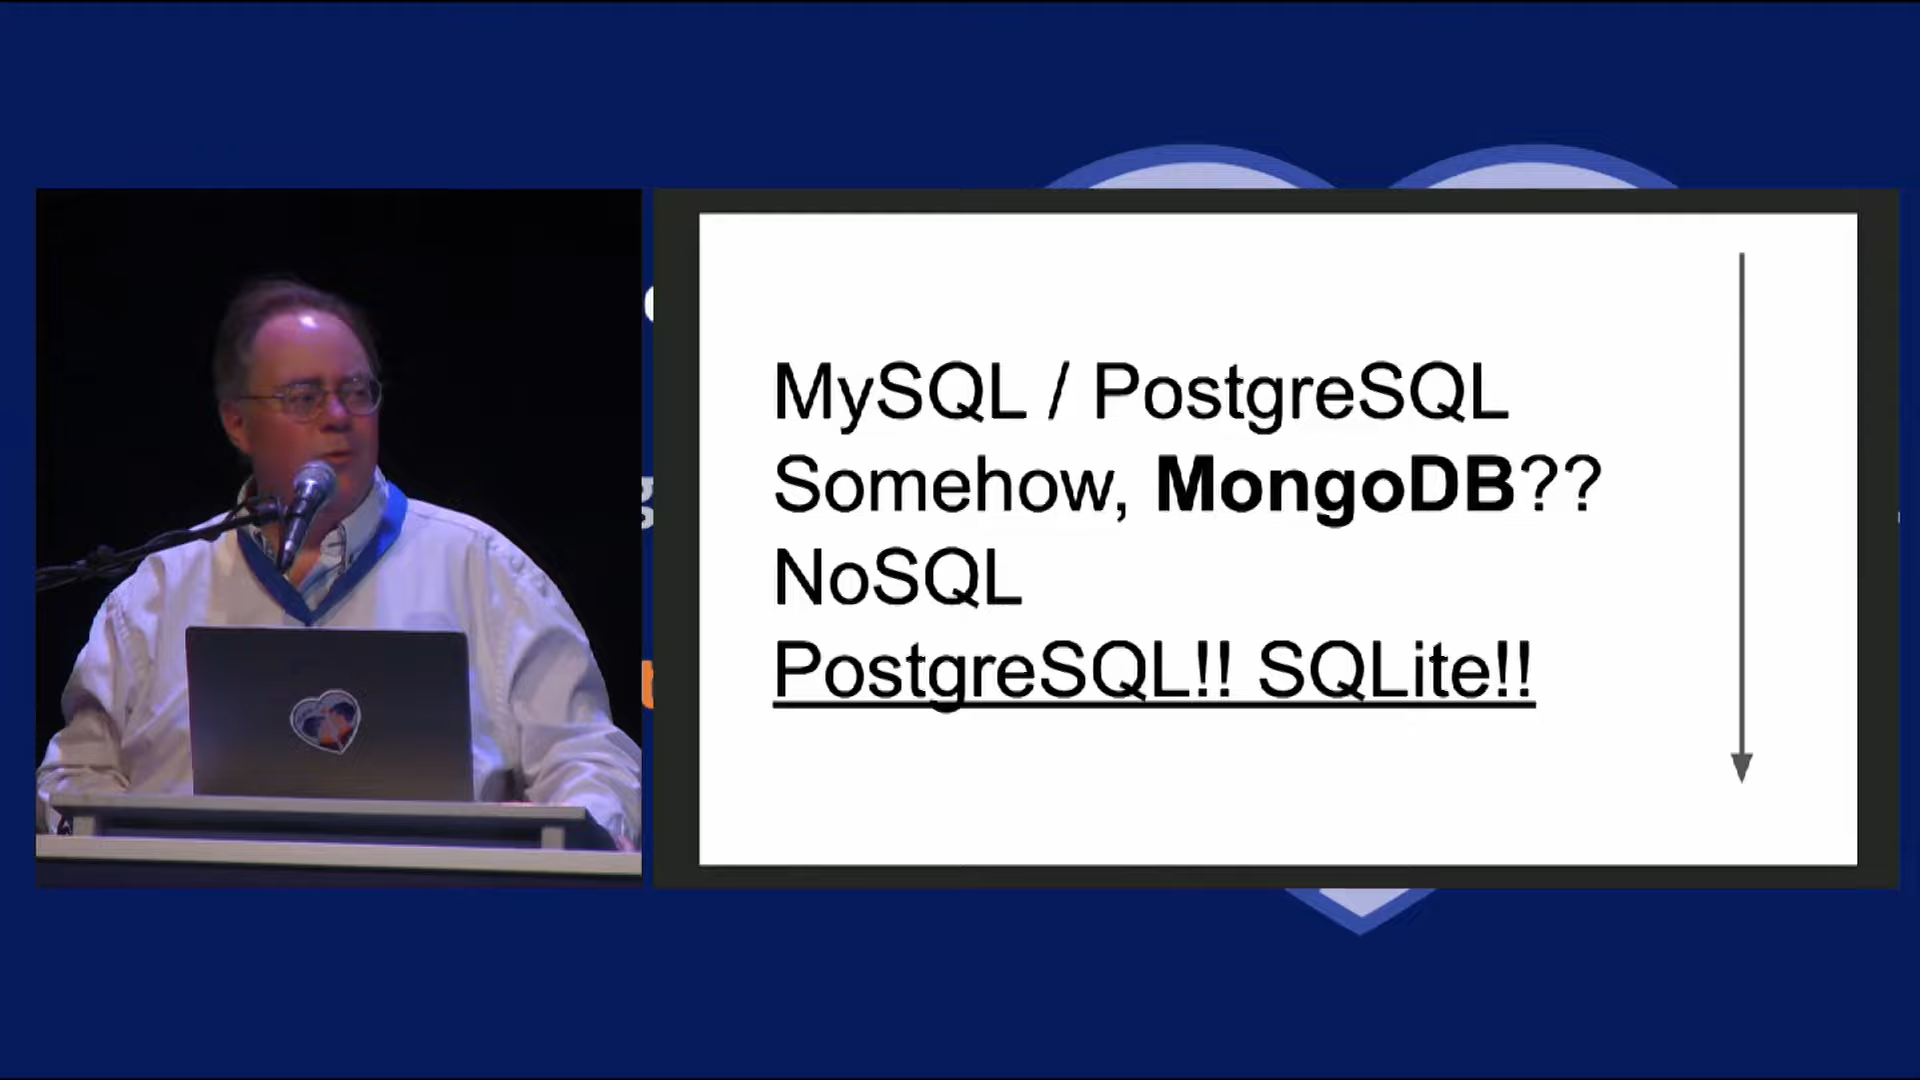 MySQL / PostgreSQL
Somehow, MongoDB??
NoSQL
PostgreSQL!! SQLite!!